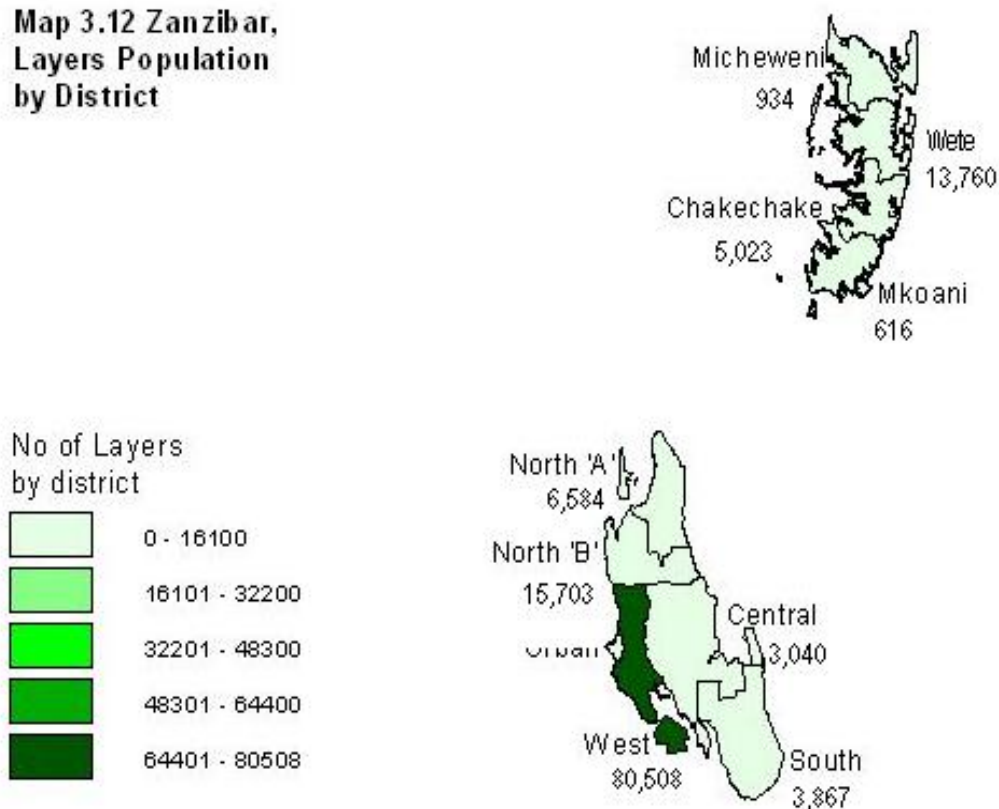 Map 3.12 Zanzibar,
Layers Population
by District
Micheweni
934
Wete
13,760
Chakechake
5,023
Mkoani
616
No of Layers
by district
0 - 16100
16101 - 32200
32201 - 48300
48301 - 64400
64401 - 80508
North 'A'
6,584
North 'B'
15,703
Central
3,040
Urban
West
80,508
South
3,867